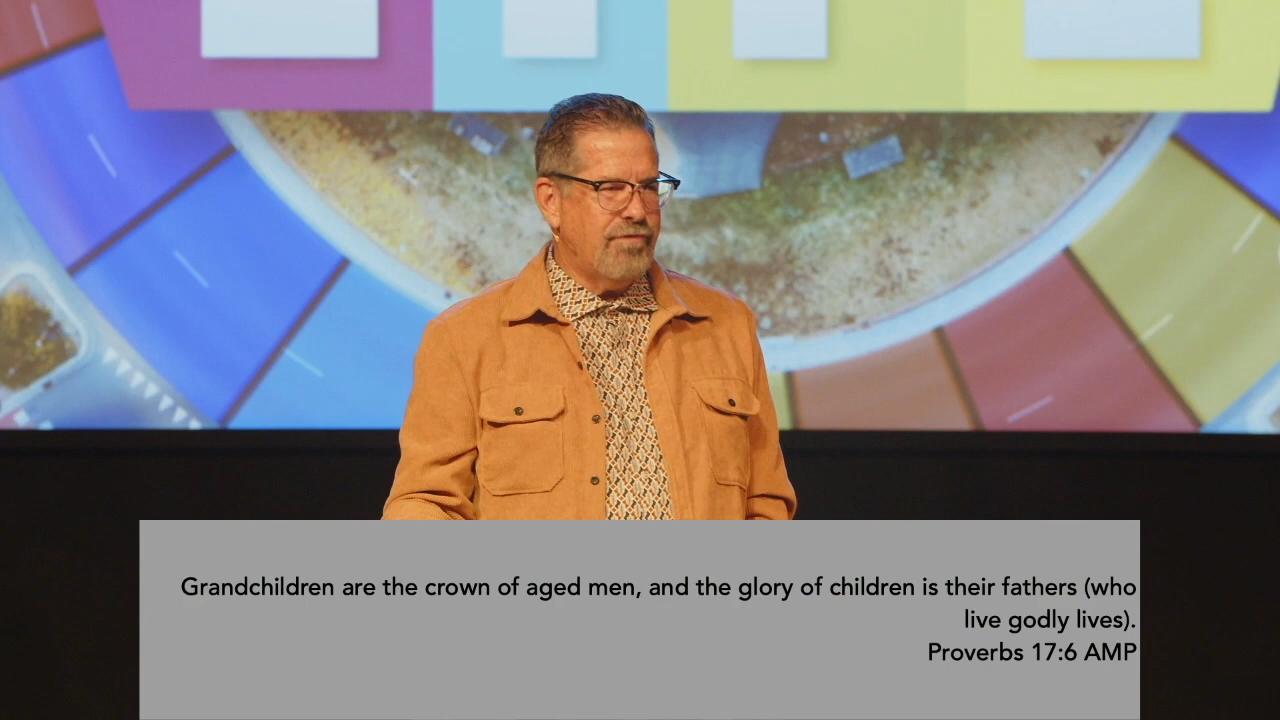 Grandchildren are the crown of aged men, and the glory of children is their fathers (who
live godly lives).
Proverbs 17:6 AMP